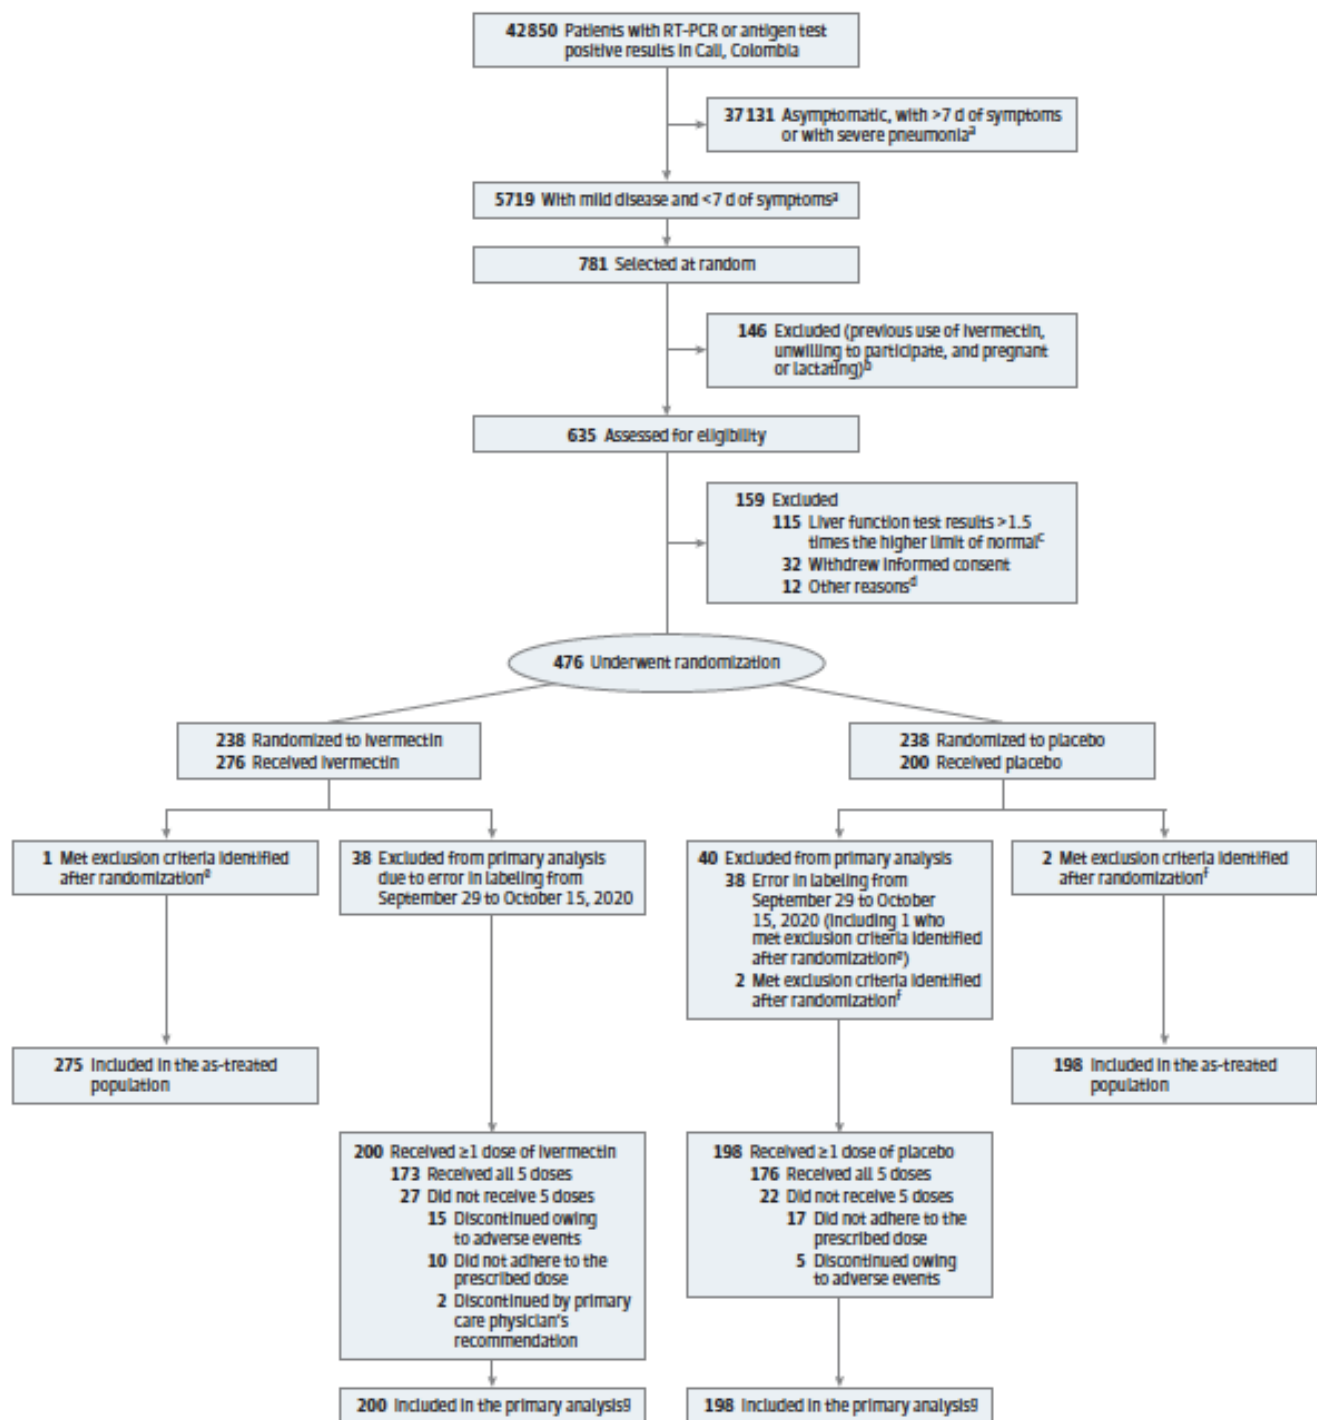 42850 Patients with RT-PCR or antigen test
positive results in Cali, Colombia
37131 Asymptomatic, with >7 d of symptoms
or with severe pneumoniaa
5719 With mild disease and <7 d of symptomsa
781 Selected at random
146 Excluded (previous use of ivermectin,
unwilling to participate, and pregnant
or lactating)b
635 Assessed for eligibility
159 Excluded
115 Liver function test results >1.5
times the higher limit of normalc
32 Withdrew informed consent
12 Other reasonsd
476 Underwent randomization
238 Randomized to ivermectin
276 Received ivermectin
238 Randomized to placebo
200 Received placebo
1 Met exclusion criteria identified
after randomizatione
38 Excluded from primary analysis
due to error in labeling from
September 29 to October 15, 2020
40 Excluded from primary analysis
38 Error in labeling from
September 29 to October
15, 2020 (including 1 who
met exclusion criteria identified
after randomizatione)
2 Met exclusion criteria identified
after randomizationf
2 Met exclusion criteria identified
after randomizationf
275 Included in the as-treated
population
198 Included in the as-treated
population
200 Received ≥1 dose of ivermectin
173 Received all 5 doses
27 Did not receive 5 doses
15 Discontinued owing
to adverse events
10 Did not adhere to the
prescribed dose
2 Discontinued by primary
care physician's
recommendation
198 Received ≥1 dose of placebo
176 Received all 5 doses
22 Did not receive 5 doses
17 Did not adhere to the
prescribed dose
5 Discontinued owing
to adverse events
200 Included in the primary analysisg
198 Included in the primary analysisg